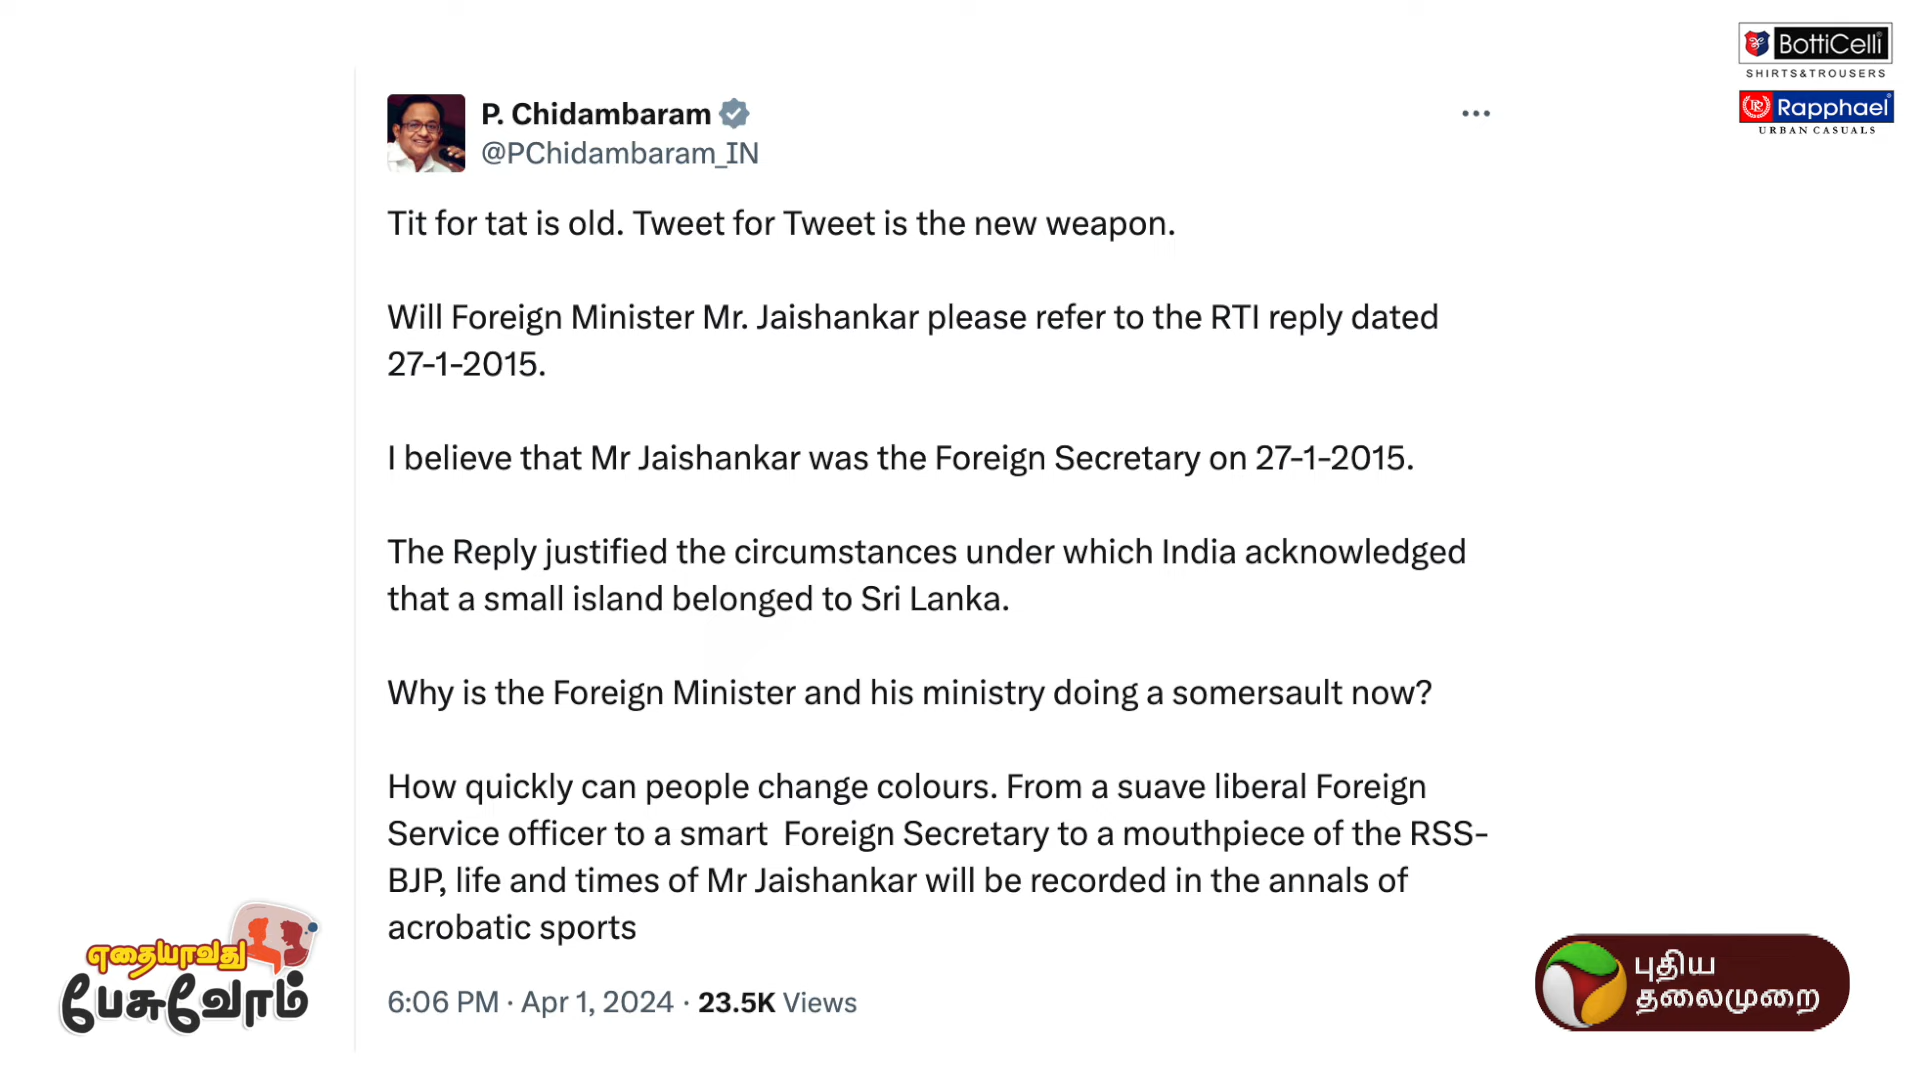 BottiCelli
SHIRTS&TROUSERS
Rapphael
URBAN CASUALS
P. Chidambaram
@PChidambaram_IN
Tit for tat is old. Tweet for Tweet is the new weapon.
Will Foreign Minister Mr. Jaishankar please refer to the RTI reply dated
27-1-2015.
I believe that Mr Jaishankar was the Foreign Secretary on 27-1-2015.
The Reply justified the circumstances under which India acknowledged
that a small island belonged to Sri Lanka.
Why is the Foreign Minister and his ministry doing a somersault now?
How quickly can people change colours. From a suave liberal Foreign
Service officer to a smart  Foreign Secretary to a mouthpiece of the RSS-
BJP, life and times of Mr Jaishankar will be recorded in the annals of
acrobatic sports
6:06 PM · Apr 1, 2024 · 23.5K Views
எதையாவது
பேசுவோம்
புதிய
தலைமுறை